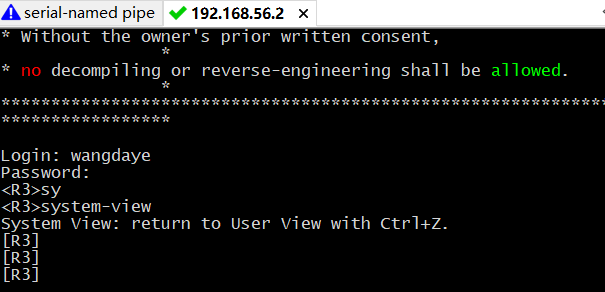 serial-named pipe
192.168.56.2
* Without the owner's prior written consent,
*
* no decompiling or reverse-engineering shall be allowed.
*
*************************************************************
*****************
Login: wangdaye
Password:
<R3>sy
<R3>system-view
System View: return to User View with Ctrl+Z.
[R3]
[R3]
[R3]